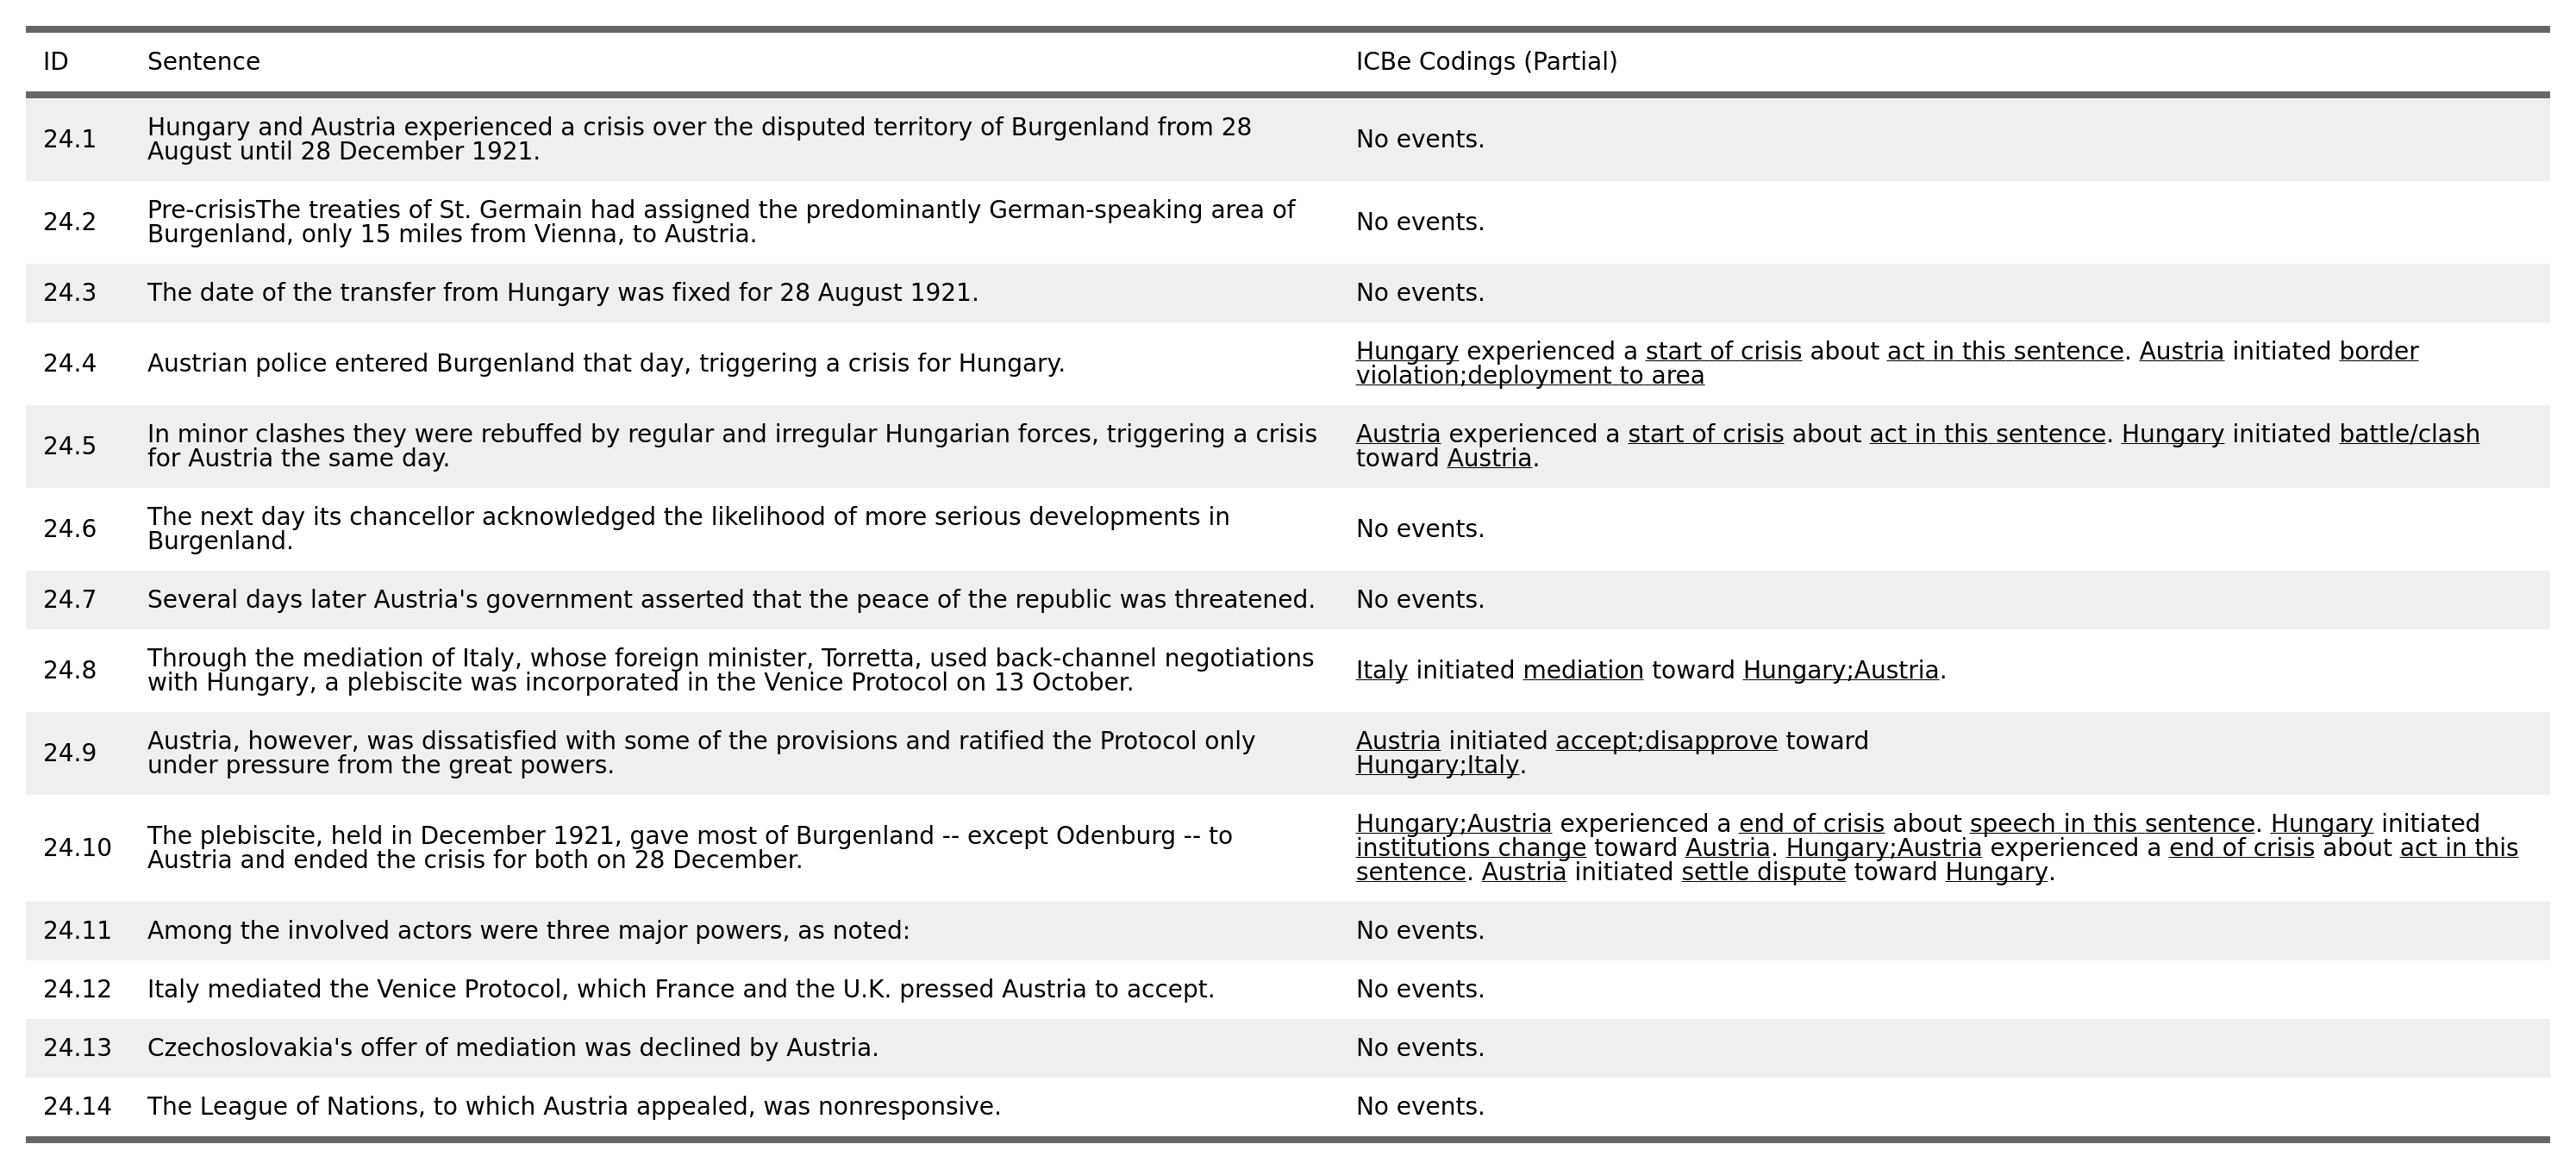 ID Sentence ICBe Codings (Partial)
24.1 Hungary and Austria experienced a crisis over the disputed territory of Burgenland from 28
August until 28 December 1921.
No events.
24.2 Pre-crisisThe treaties of St. Germain had assigned the predominantly German-speaking area of
Burgenland, only 15 miles from Vienna, to Austria.
No events.
24.3 The date of the transfer from Hungary was fixed for 28 August 1921.
No events.
24.4 Austrian police entered Burgenland that day, triggering a crisis for Hungary.
Hungary experienced a start of crisis about act in this sentence. Austria initiated border
violation;deployment to area
24.5 In minor clashes they were rebuffed by regular and irregular Hungarian forces, triggering a crisis
for Austria the same day.
Austria experienced a start of crisis about act in this sentence. Hungary initiated battle/clash
toward Austria.
24.6 The next day its chancellor acknowledged the likelihood of more serious developments in
Burgenland.
No events.
24.7 Several days later Austria's government asserted that the peace of the republic was threatened.
No events.
24.8 Through the mediation of Italy, whose foreign minister, Torretta, used back-channel negotiations
with Hungary, a plebiscite was incorporated in the Venice Protocol on 13 October.
Italy initiated mediation toward Hungary;Austria.
24.9 Austria, however, was dissatisfied with some of the provisions and ratified the Protocol only
under pressure from the great powers.
Austria initiated accept;disapprove toward
Hungary;Italy.
24.10 The plebiscite, held in December 1921, gave most of Burgenland -- except Odenburg -- to
Austria and ended the crisis for both on 28 December.
Hungary;Austria experienced a end of crisis about speech in this sentence. Hungary initiated
institutions change toward Austria. Hungary;Austria experienced a end of crisis about act in this
sentence. Austria initiated settle dispute toward Hungary.
24.11 Among the involved actors were three major powers, as noted:
No events.
24.12 Italy mediated the Venice Protocol, which France and the U.K. pressed Austria to accept.
No events.
24.13 Czechoslovakia's offer of mediation was declined by Austria.
No events.
24.14 The League of Nations, to which Austria appealed, was nonresponsive.
No events.